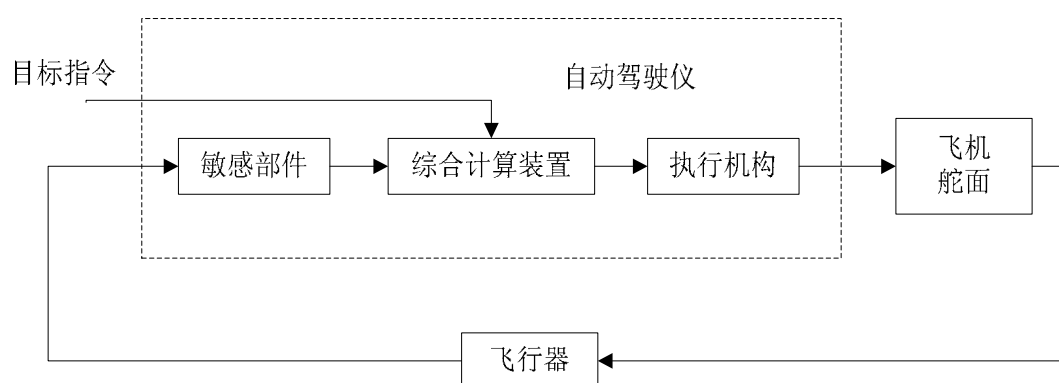 目标指令
自动驾驶仪
敏感部件
综合计算装置
执行机构
飞机
舵面
飞行器